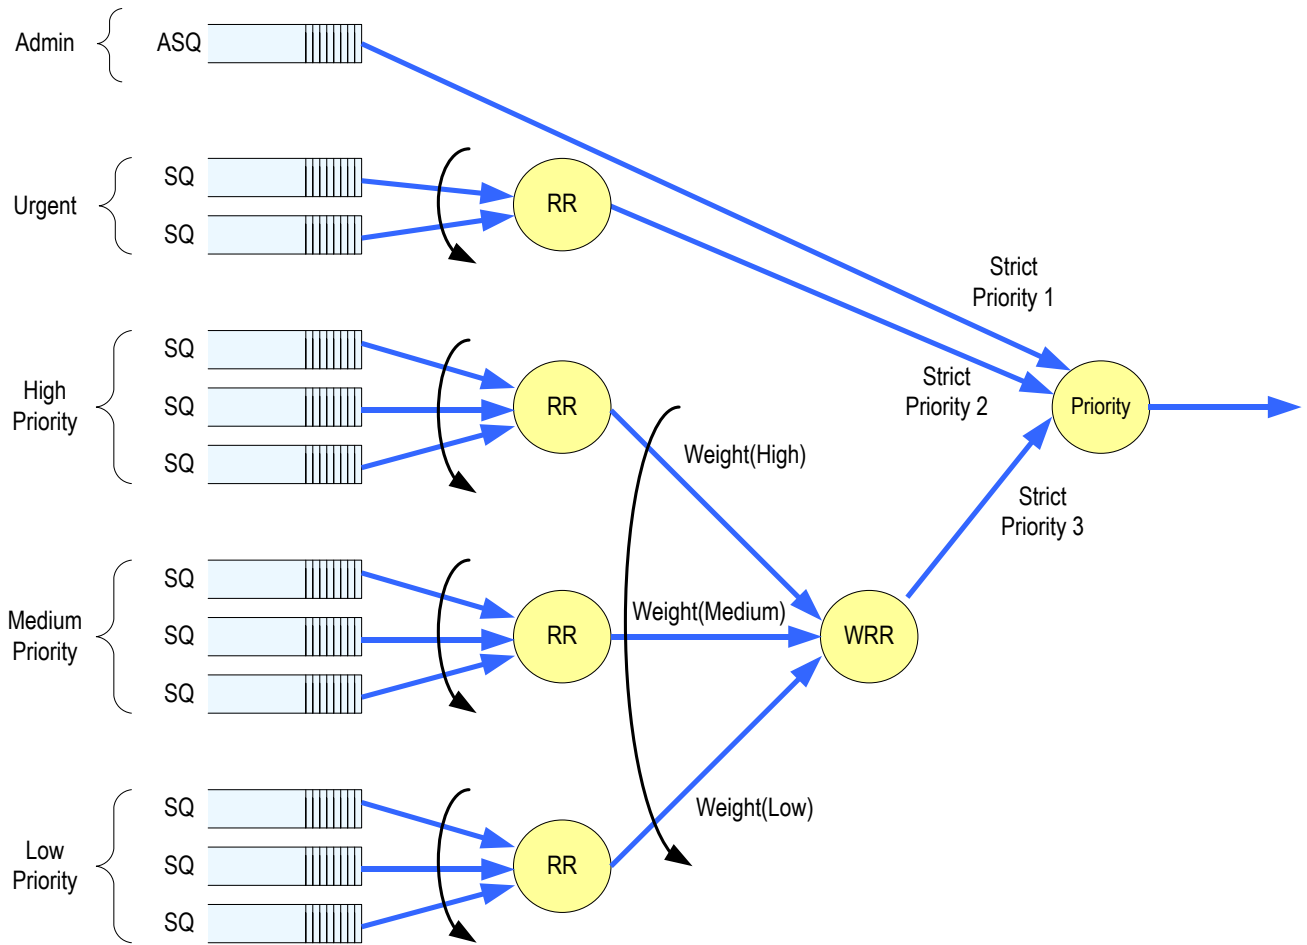 Admin
ASQ
Urgent
SQ
SQ
RR
Strict
Priority 1
High
Priority
SQ
SQ
SQ
RR
Strict
Priority 2
Priority
Weight(High)
Strict
Priority 3
Medium
Priority
SQ
SQ
SQ
RR
Weight(Medium)
WRR
Low
Priority
SQ
SQ
SQ
RR
Weight(Low)